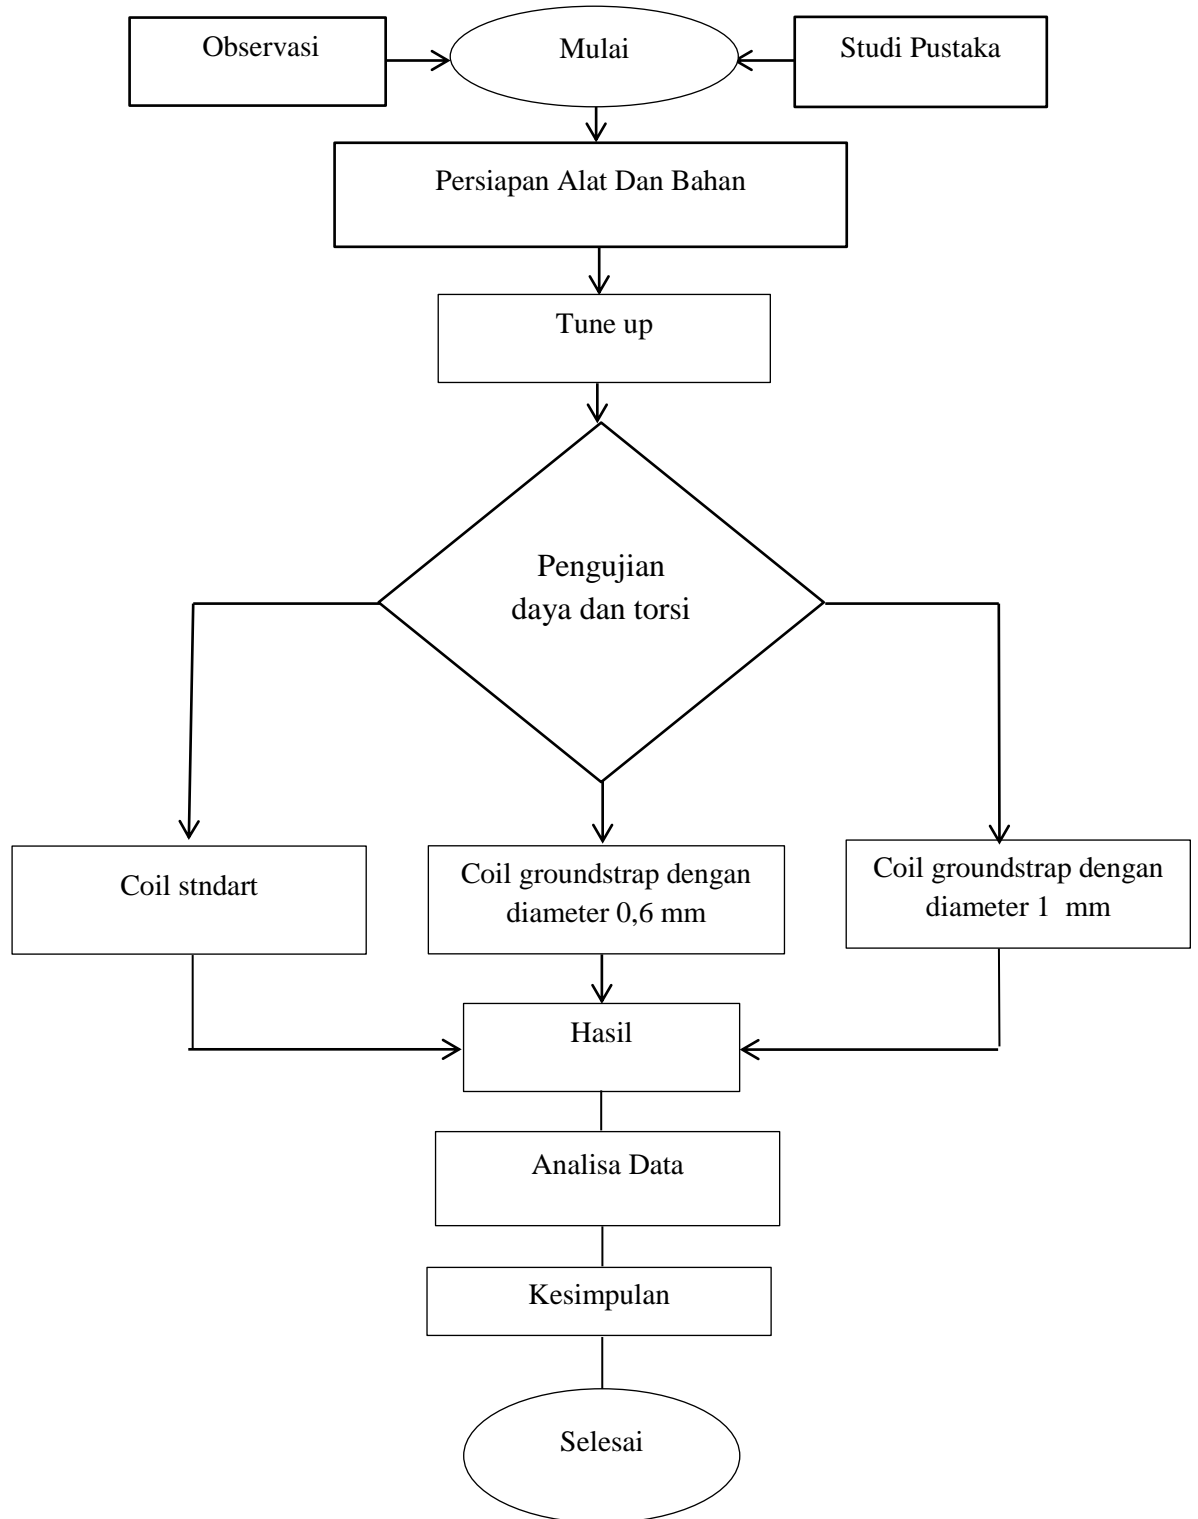 Observasi
Mulai
Studi Pustaka
Persiapan Alat Dan Bahan
Tune up
Pengujian
daya dan torsi
Coil stndart
Coil groundstrap dengan
diameter 0,6 mm
Coil groundstrap dengan
diameter 1  mm
Hasil
Analisa Data
Kesimpulan
Selesai